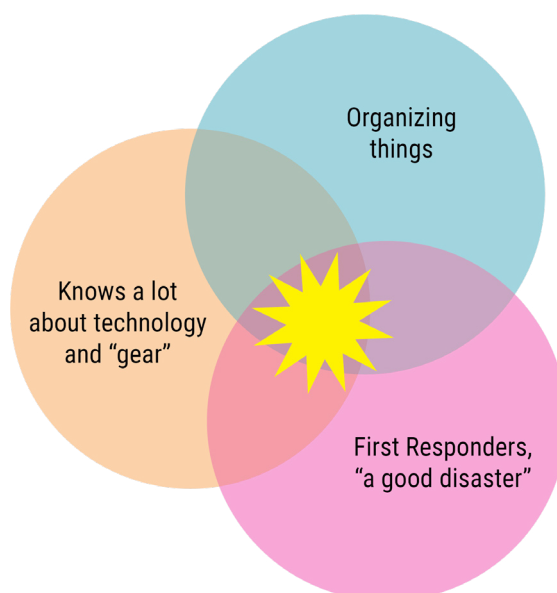 Organizing
things
Knows a lot
about technology
and “gear”
First Responders,
“a good disaster”